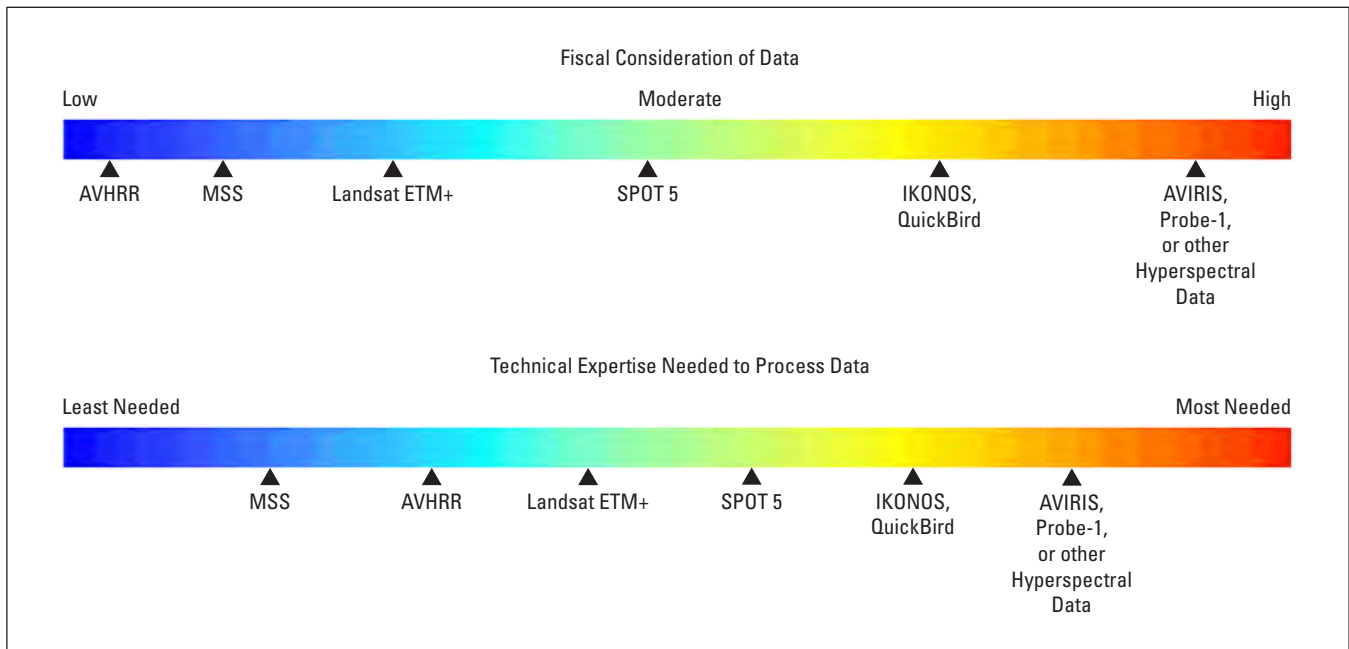 Fiscal Consideration of Data
Low Moderate High
AVHRR MSS Landsat ETM+ SPOT 5 IKONOS, AVIRIS,
QuickBird Probe-1,
or other
Hyperspectral
Data
Technical Expertise Needed to Process Data
Least Needed Most Needed
MSS AVHRR Landsat ETM+ SPOT 5 IKONOS, AVIRIS,
QuickBird Probe-1,
or other
Hyperspectral
Data